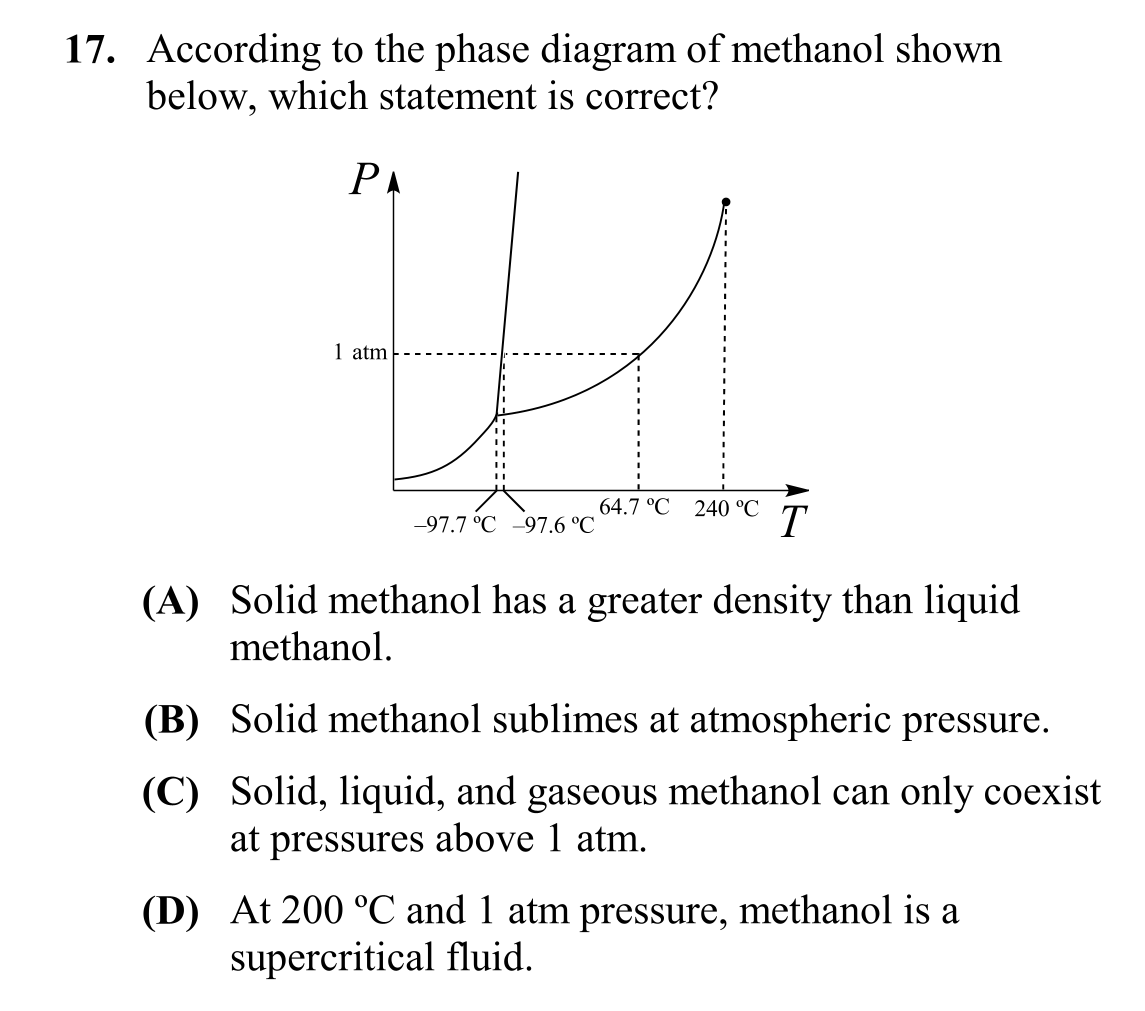 17. According to the phase diagram of methanol shown
below, which statement is correct?
P
1 atm
–97.7 ºC –97.6 ºC 64.7 ºC 240 ºC T
(A) Solid methanol has a greater density than liquid
methanol.
(B) Solid methanol sublimes at atmospheric pressure.
(C) Solid, liquid, and gaseous methanol can only coexist
at pressures above 1 atm.
(D) At 200 ºC and 1 atm pressure, methanol is a
supercritical fluid.